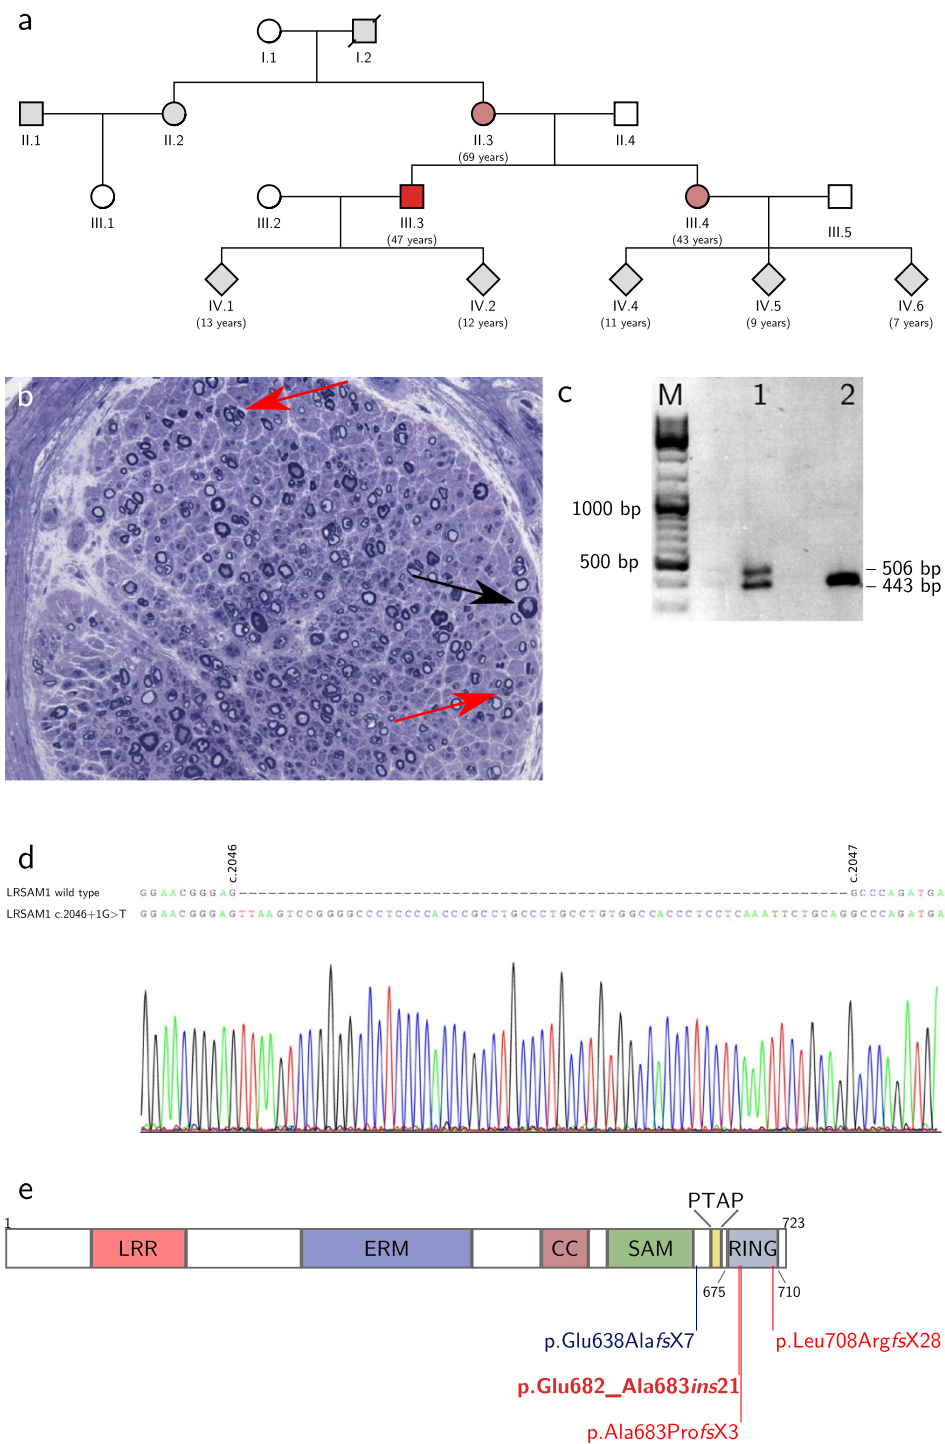 a
I.1
I.2
II.1
II.2
II.3
(69 years)
II.4
III.1
III.2
III.3
(47 years)
III.4
(43 years)
III.5
IV.1
(13 years)
IV.2
(12 years)
IV.4
(11 years)
IV.5
(9 years)
IV.6
(7 years)
b
c
M 1 2
1000 bp
500 bp
506 bp
443 bp
d
c.2046
c.2047
LRSAM1 wild type GGAACGGGAG---------------------------------------------------------------GCCCAGATGA
LRSAM1 c.2046+1G>T GGAACGGGAGTTAAGTCCGGGGCCCTCCCCACCCGCCTGCCCTGCCTGTGGCCACCCTCCTCAAATTCTGCAGGCCCAGATGA
e
PTAP
1
723
LRR ERM CC SAM RING
675
710
p.Glu638AlafsX7
p.Leu708ArgfsX28
p.Glu682_Ala683ins21
p.Ala683ProfsX3